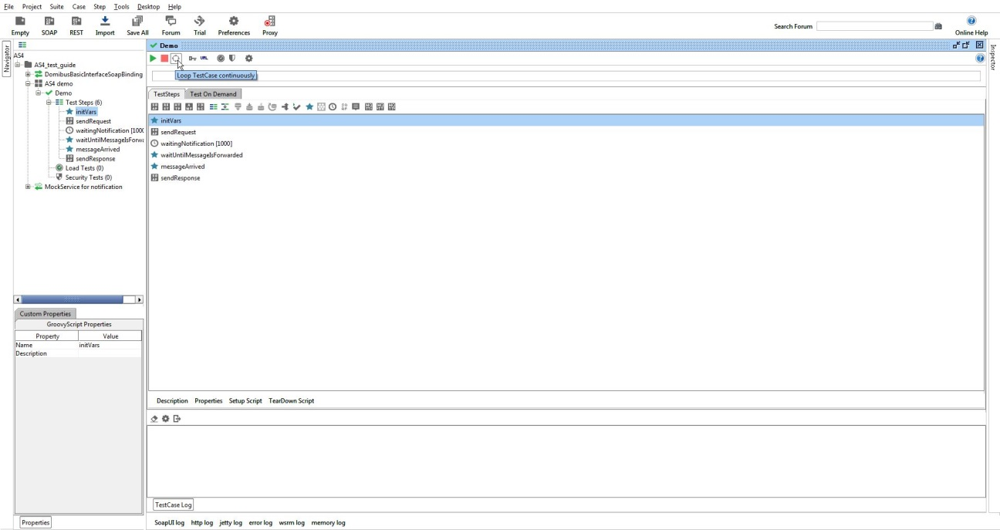 File Project Suite Case Step Tools Desktop Help
Empty SOAP REST Import Save All Forum Trial Preferences Proxy
Search Forum
Online Help
Navigator
AS4
AS4_test_guide
DomibusBasicInterfaceSoapBinding
AS4 demo
Demo
Test Steps (6)
initVars
sendRequest
waitingNotification [100
waitUntilMessageIsForwa
messageArrived
sendResponse
Load Tests (0)
Security Tests (0)
MockService for notification
Custom Properties
GroovyScript Properties
Property Value
Name initVars
Description
Properties
Demo
URL
Loop TestCase continuously
TestSteps Test On Demand
initVars
sendRequest
waitingNotification [1000]
waitUntilMessageIsForwarded
messageArrived
sendResponse
Description Properties Setup Script TearDown Script
TestCase Log
SoapUI log http log jetty log error log wsrm log memory log
Inspector